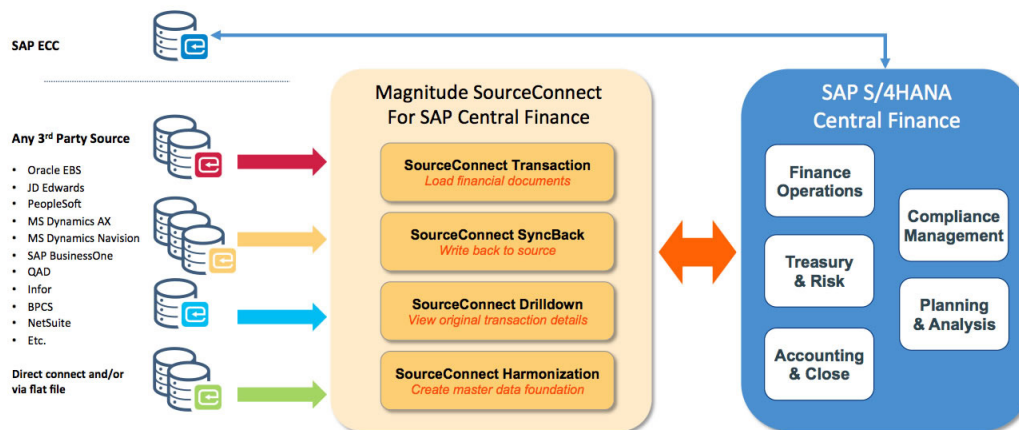 SAP ECC
Any 3rd Party Source
• Oracle EBS
• JD Edwards
• PeopleSoft
• MS Dynamics AX
• MS Dynamics Navision
• SAP BusinessOne
• QAD
• Infor
• BPCS
• NetSuite
• Etc.
Direct connect and/or
via flat file
Magnitude SourceConnect
For SAP Central Finance
SourceConnect Transaction
Load financial documents
SourceConnect SyncBack
Write back to source
SourceConnect Drilldown
View original transaction details
SourceConnect Harmonization
Create master data foundation
SAP S/4HANA
Central Finance
Finance
Operations
Compliance
Management
Treasury
& Risk
Planning
& Analysis
Accounting
& Close